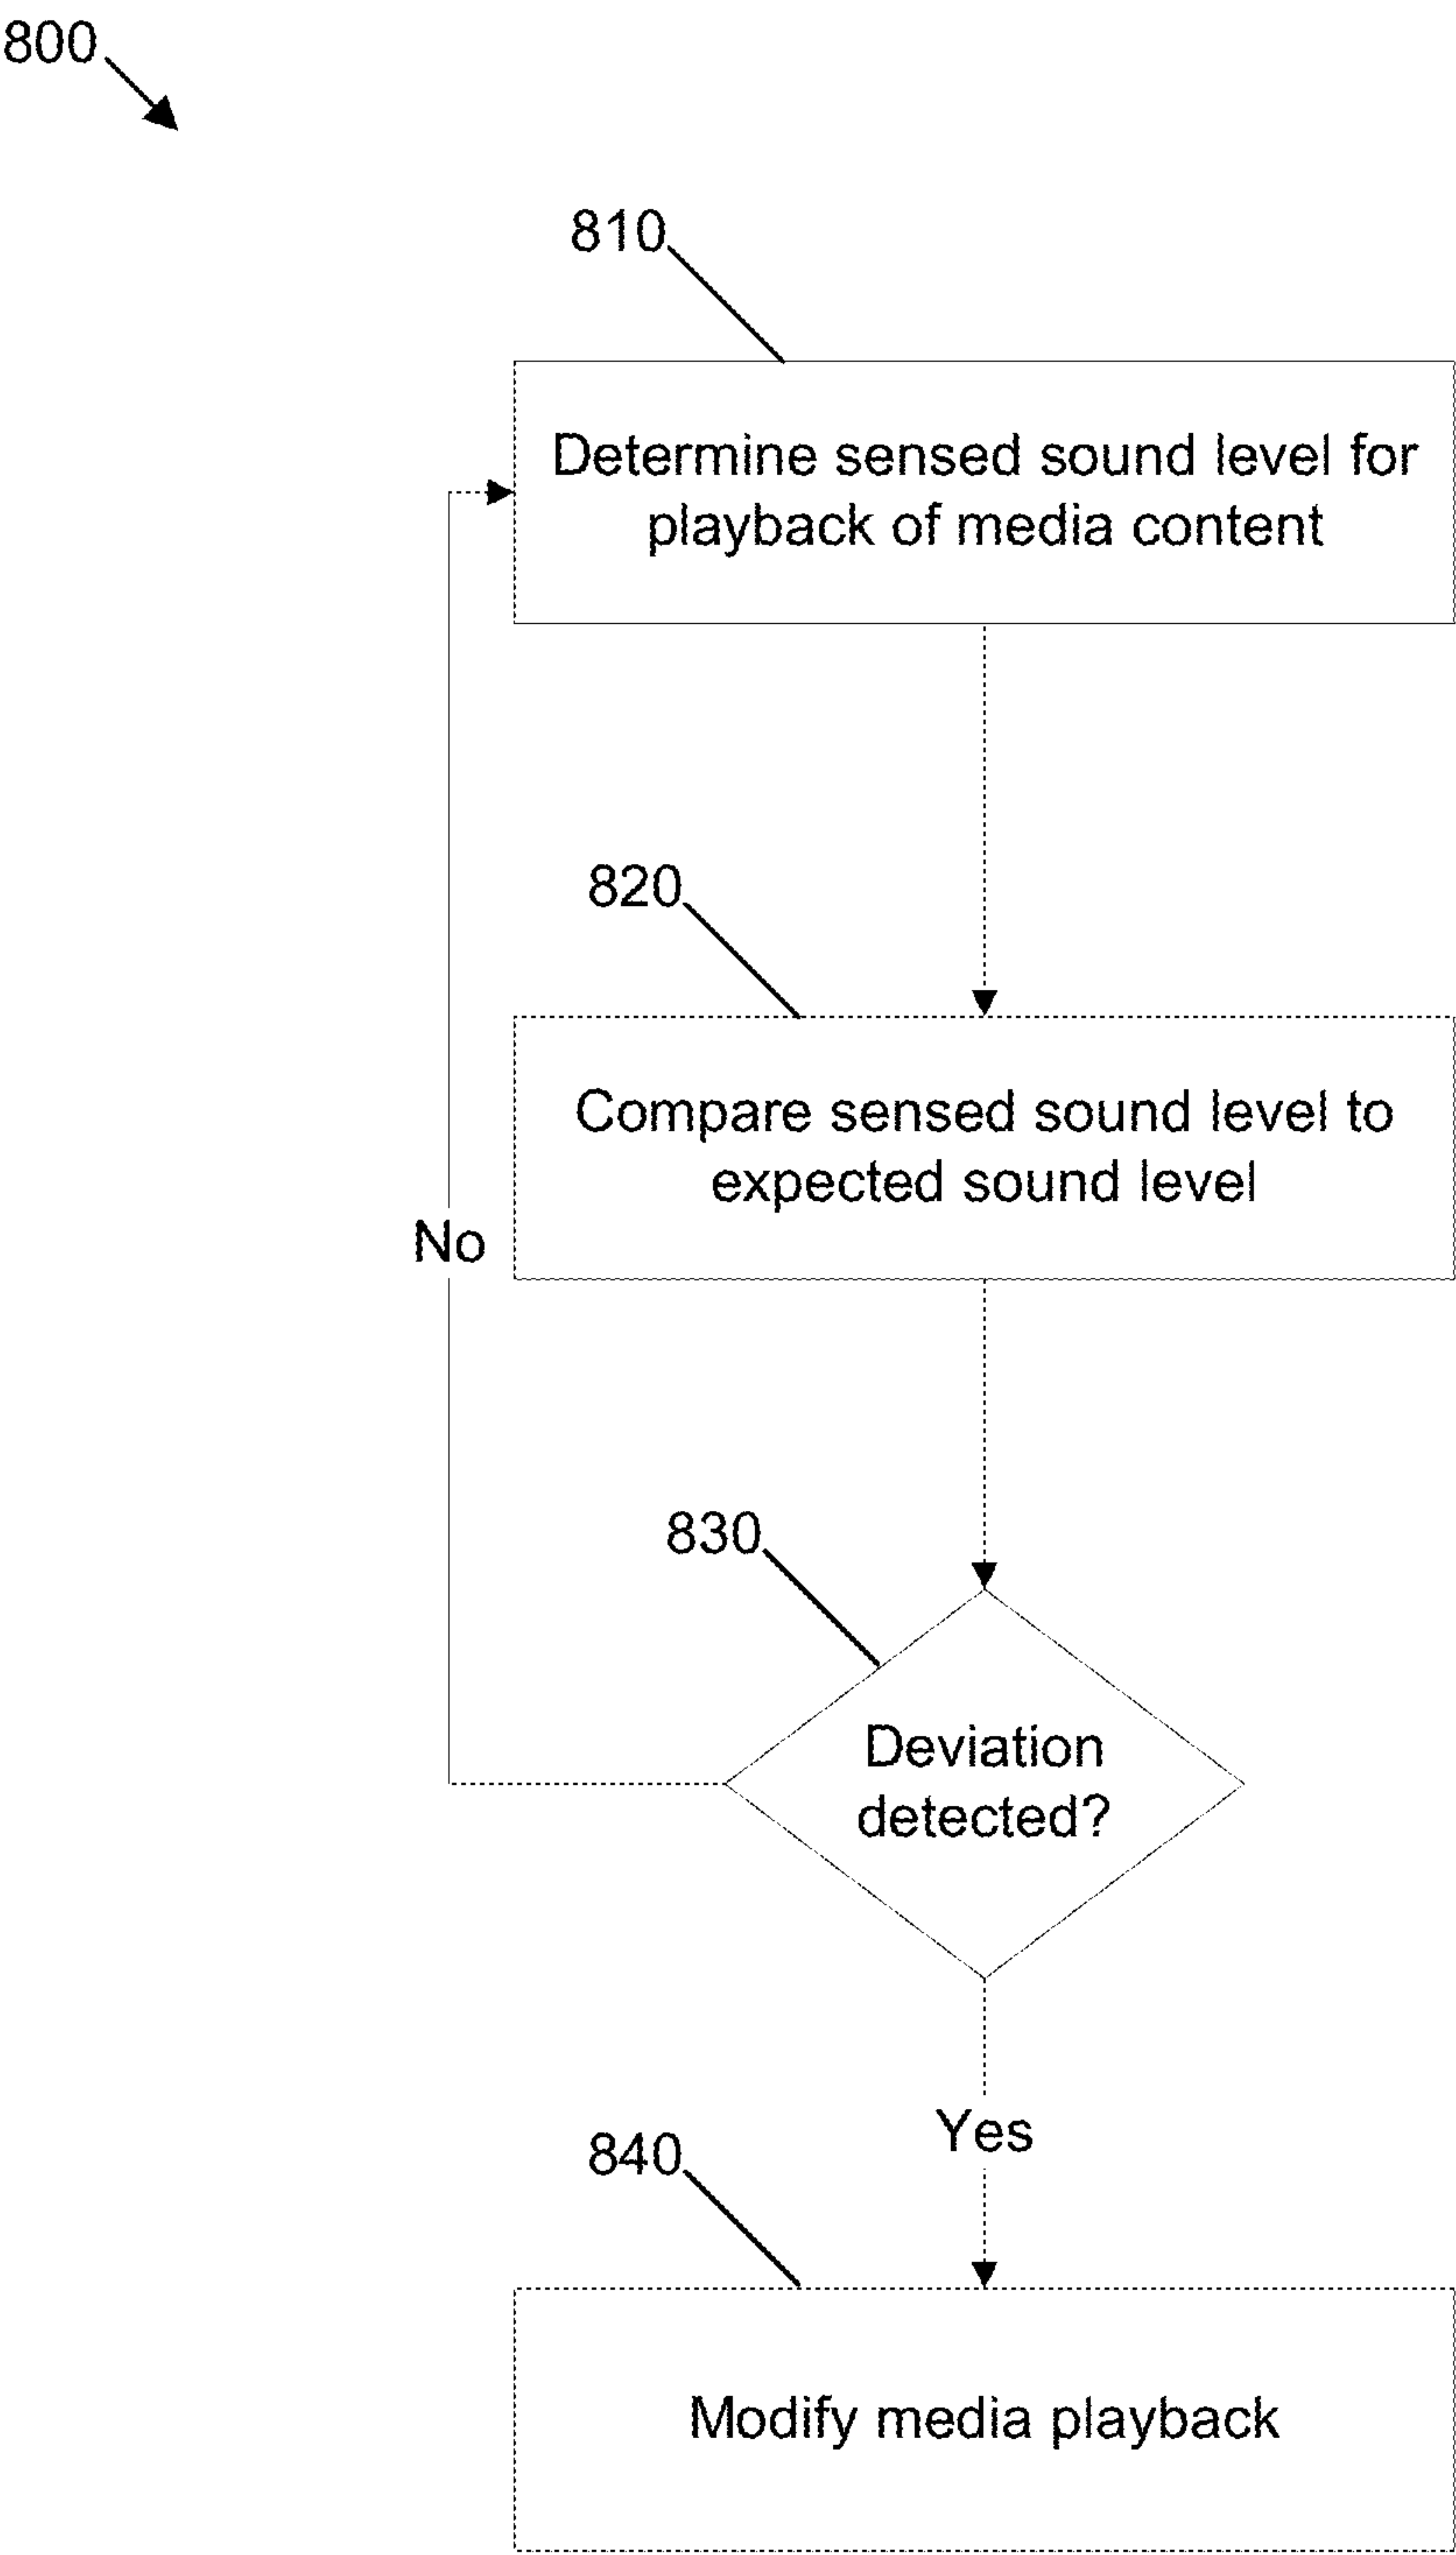 800
810
Determine sensed sound level for
playback of media content
820
Compare sensed sound level to
expected sound level
No
830
Deviation
detected?
Yes
840
Modify media playback